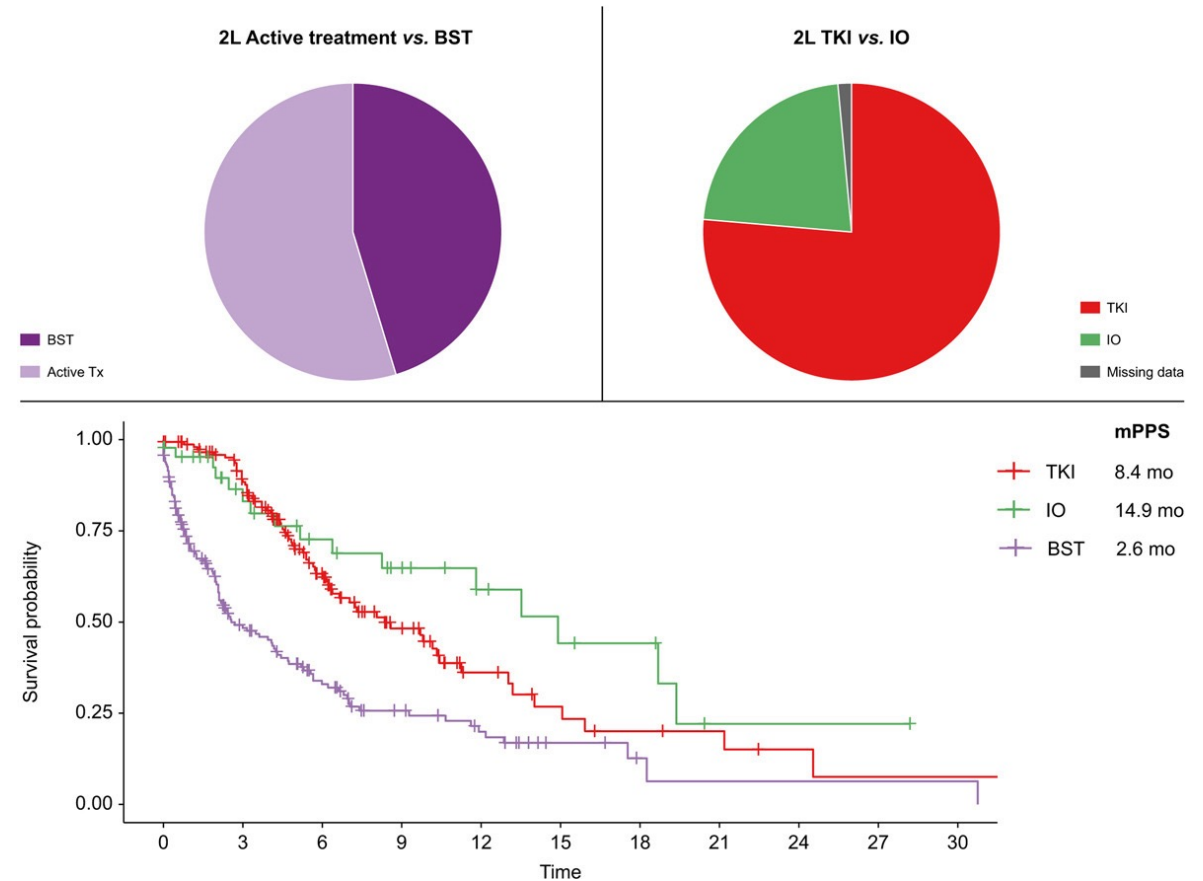 2L Active treatment vs. BST
BST
Active Tx
2L TKI vs. IO
TKI
IO
Missing data
mPPS
TKI 8.4 mo
IO 14.9 mo
BST 2.6 mo
Survival probability
1.00
0.75
0.50
0.25
0.00
0 3 6 9 12 15 18 21 24 27 30
Time